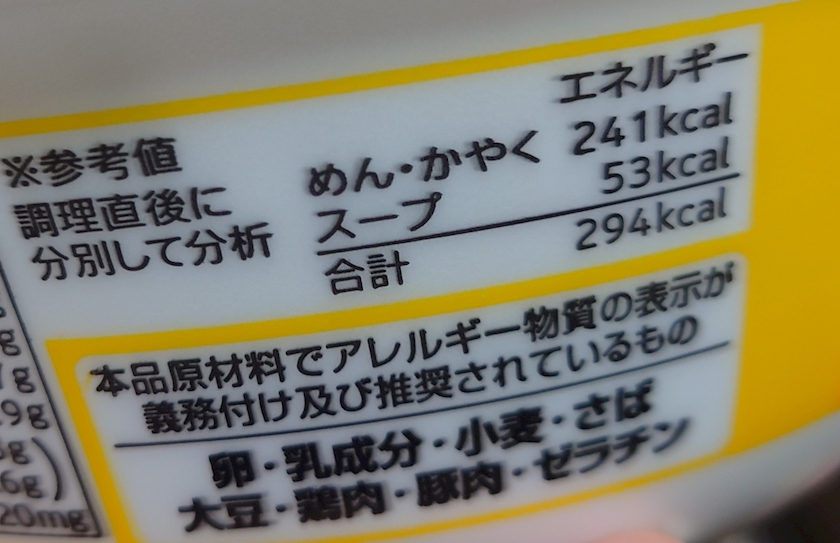 ※参考値
調理直後に
分別して分析
エネルギー
めん・かやく 241kcal
スープ 53kcal
合計 294kcal
本品原材料でアレルギー物質の表示が
義務付け及び推奨されているもの
卵・乳成分・小麦・さば
大豆・鶏肉・豚肉・ゼラチン
g
g
.9g
g)
.6g)
20mg